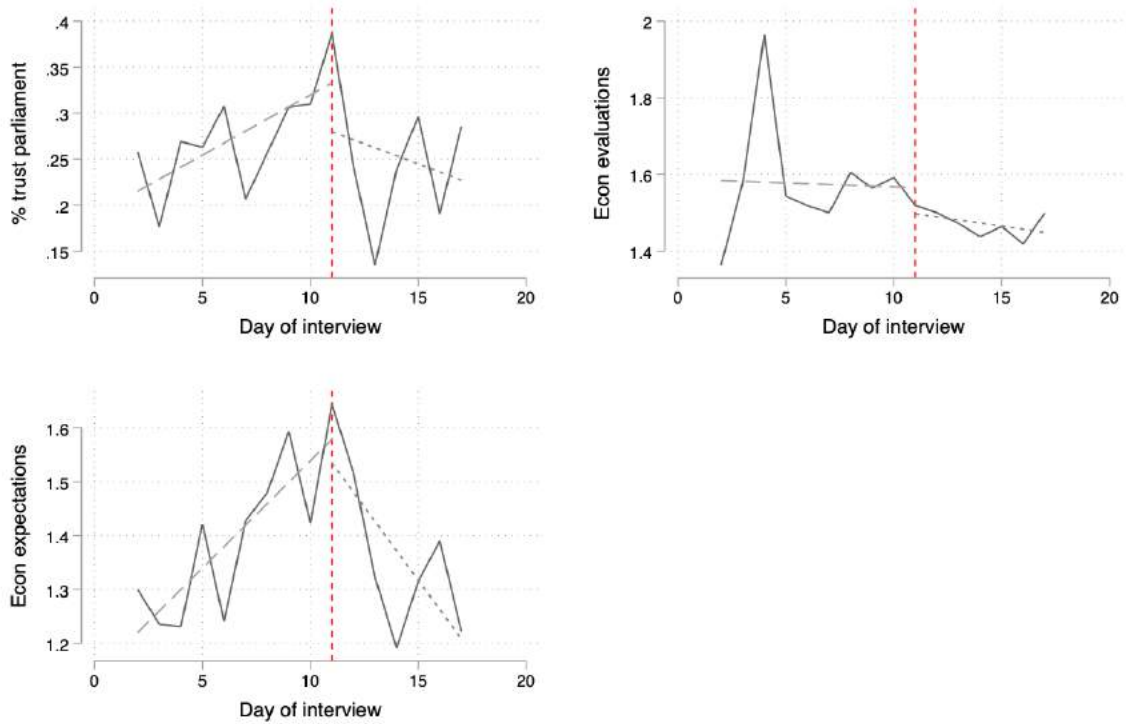 % trust parliament
.4
.35
.3
.25
.2
.15
0 5 10 15 20
Day of interview
Econ evaluations
2
1.8
1.6
1.4
0 5 10 15 20
Day of interview
Econ expectations
1.6
1.5
1.4
1.3
1.2
0 5 10 15 20
Day of interview